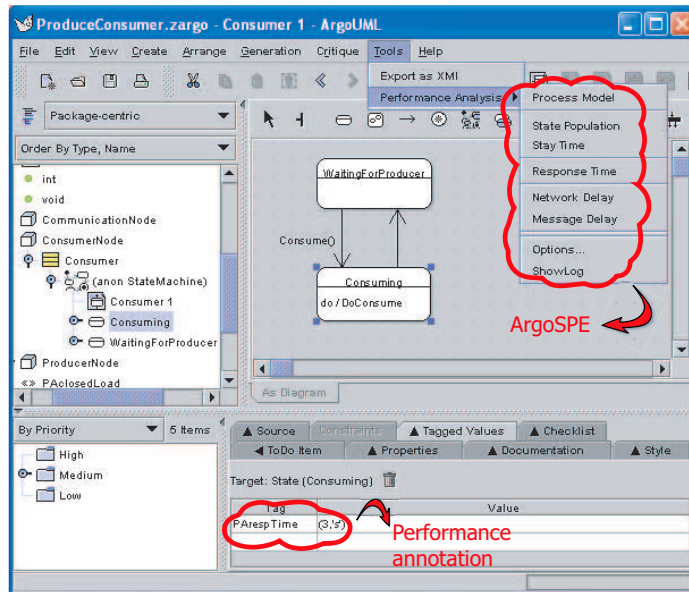 ProduceConsumer.zargo - Consumer 1 - ArgoUML
File Edit View Create Arrange Generation Critique Tools Help
Export as XMI
Performance Analysis
Process Model
State Population
Stay Time
Response Time
Network Delay
Message Delay
Options...
ShowLog
ArgoSPE
Package-centric
Order By Type, Name
int
void
CommunicationNode
ConsumerNode
Consumer
(anon StateMachine)
Consumer 1
Consuming
WaitingForProducer
ProducerNode
«» PAclosedLoad
WaitingForProducer
Consume()
Consuming
do / DoConsume
As Diagram
By Priority 5 Items
High
Medium
Low
Source Constraints Tagged Values Checklist
ToDo Item Properties Documentation Style
Target: State (Consuming)
Tag Value
PArespTime (3,'s')
Performance
annotation